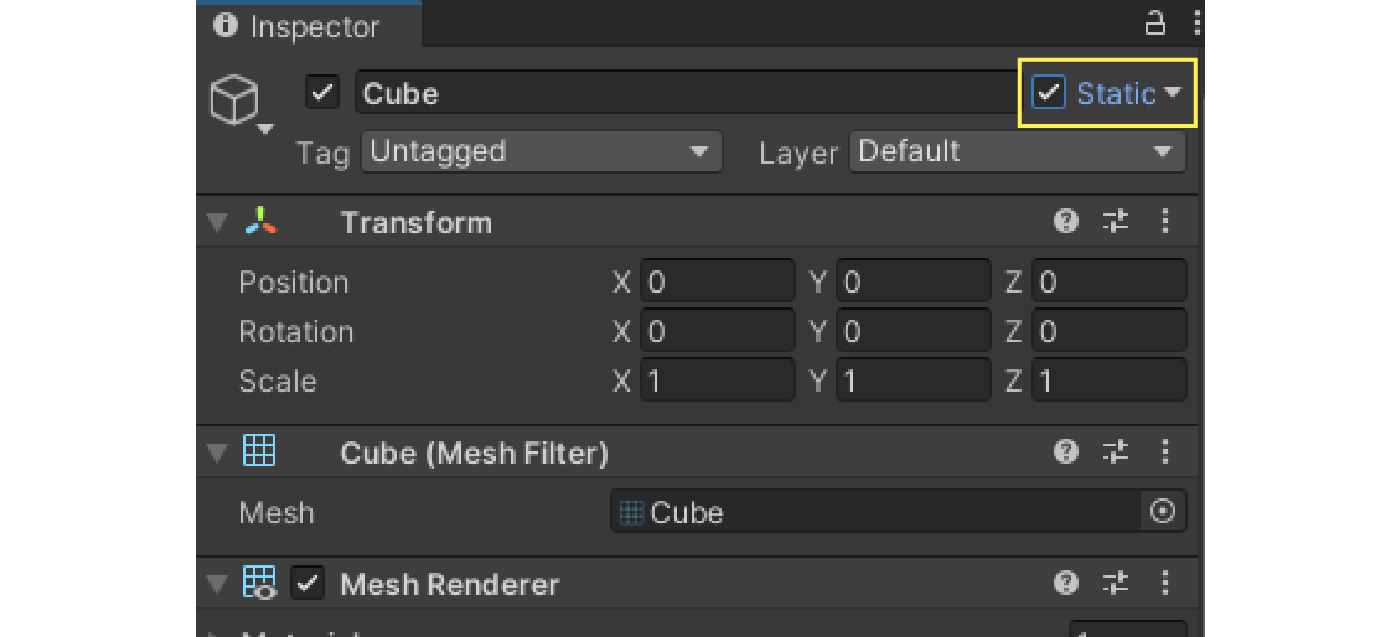 Inspector
Cube Static
Tag Untagged Layer Default
Transform
Position X 0 Y 0 Z 0
Rotation X 0 Y 0 Z 0
Scale X 1 Y 1 Z 1
Cube (Mesh Filter)
Mesh Cube
Mesh Renderer